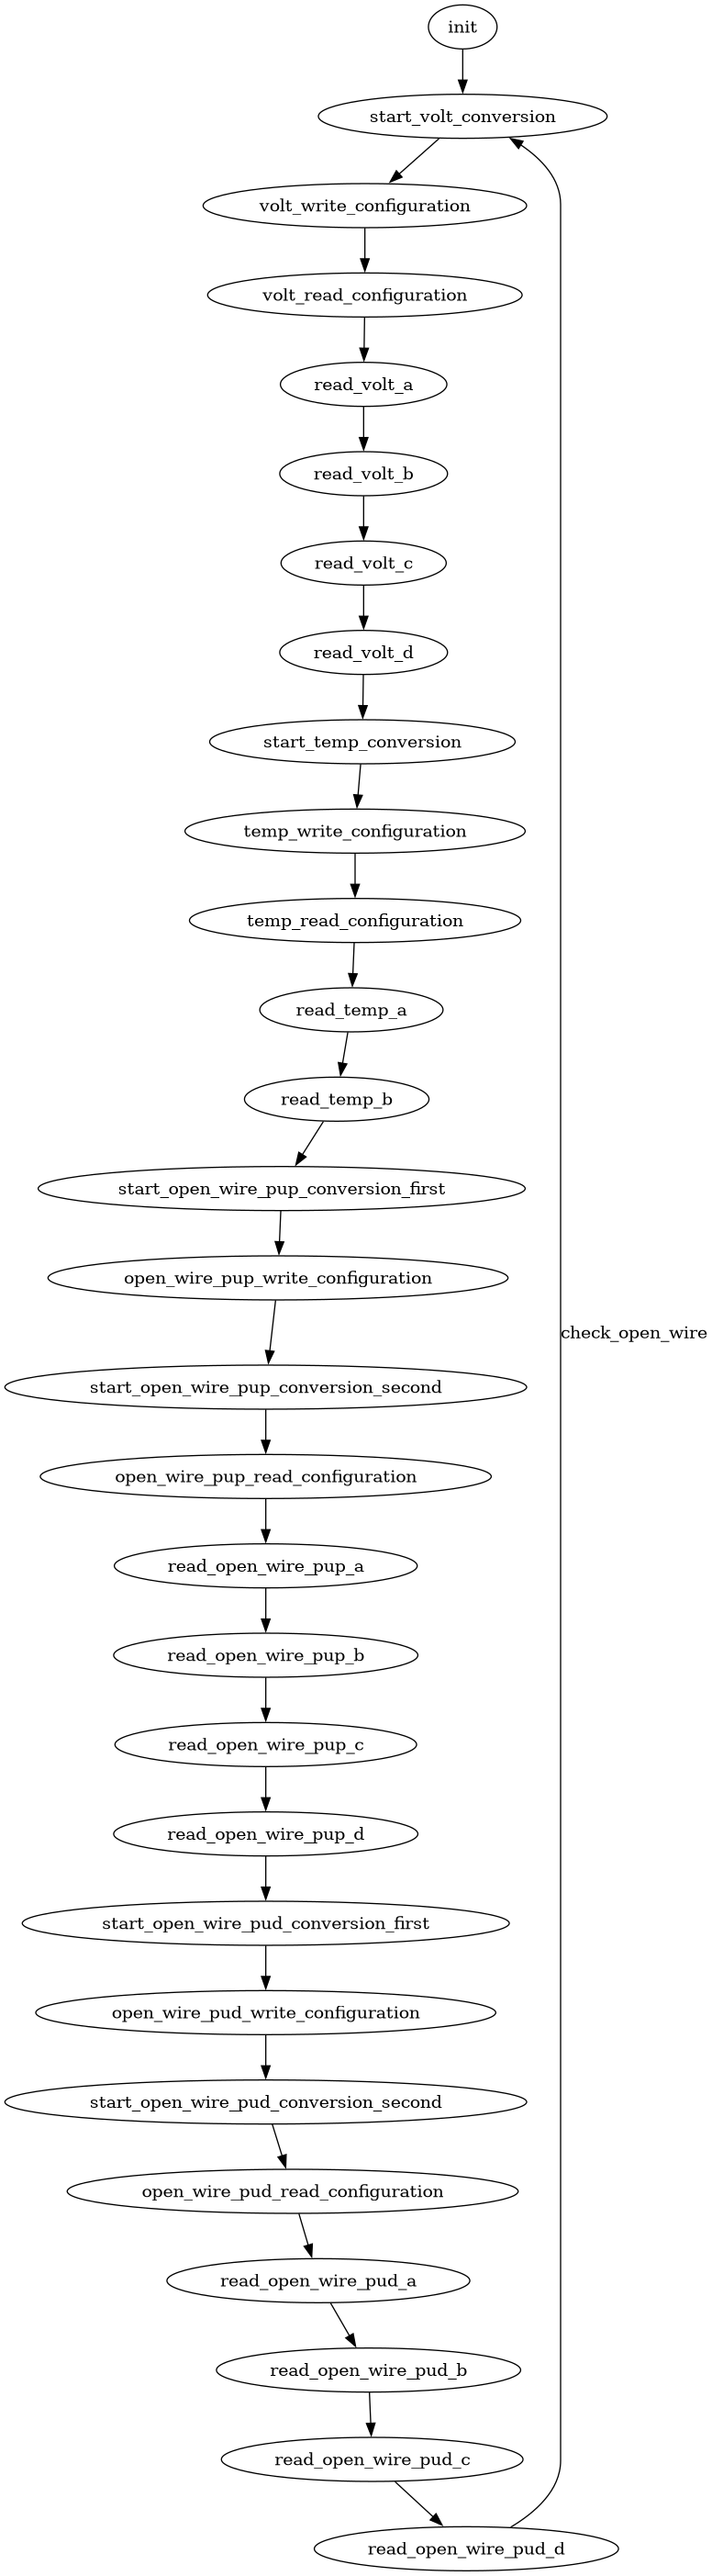 init
start_volt_conversion
volt_write_configuration
volt_read_configuration
read_volt_a
read_volt_b
read_volt_c
read_volt_d
start_temp_conversion
temp_write_configuration
temp_read_configuration
read_temp_a
read_temp_b
start_open_wire_pup_conversion_first
open_wire_pup_write_configuration
check_open_wire
start_open_wire_pup_conversion_second
open_wire_pup_read_configuration
read_open_wire_pup_a
read_open_wire_pup_b
read_open_wire_pup_c
read_open_wire_pup_d
start_open_wire_pud_conversion_first
open_wire_pud_write_configuration
start_open_wire_pud_conversion_second
open_wire_pud_read_configuration
read_open_wire_pud_a
read_open_wire_pud_b
read_open_wire_pud_c
read_open_wire_pud_d